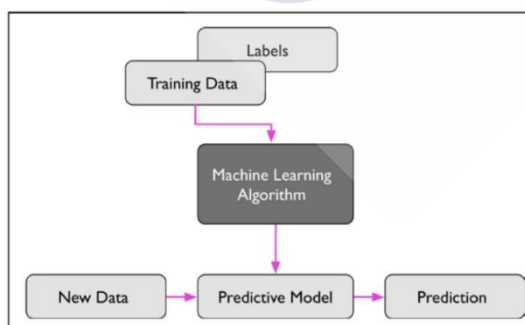 Labels
Training Data
Machine Learning
Algorithm
New Data
Predictive Model
Prediction